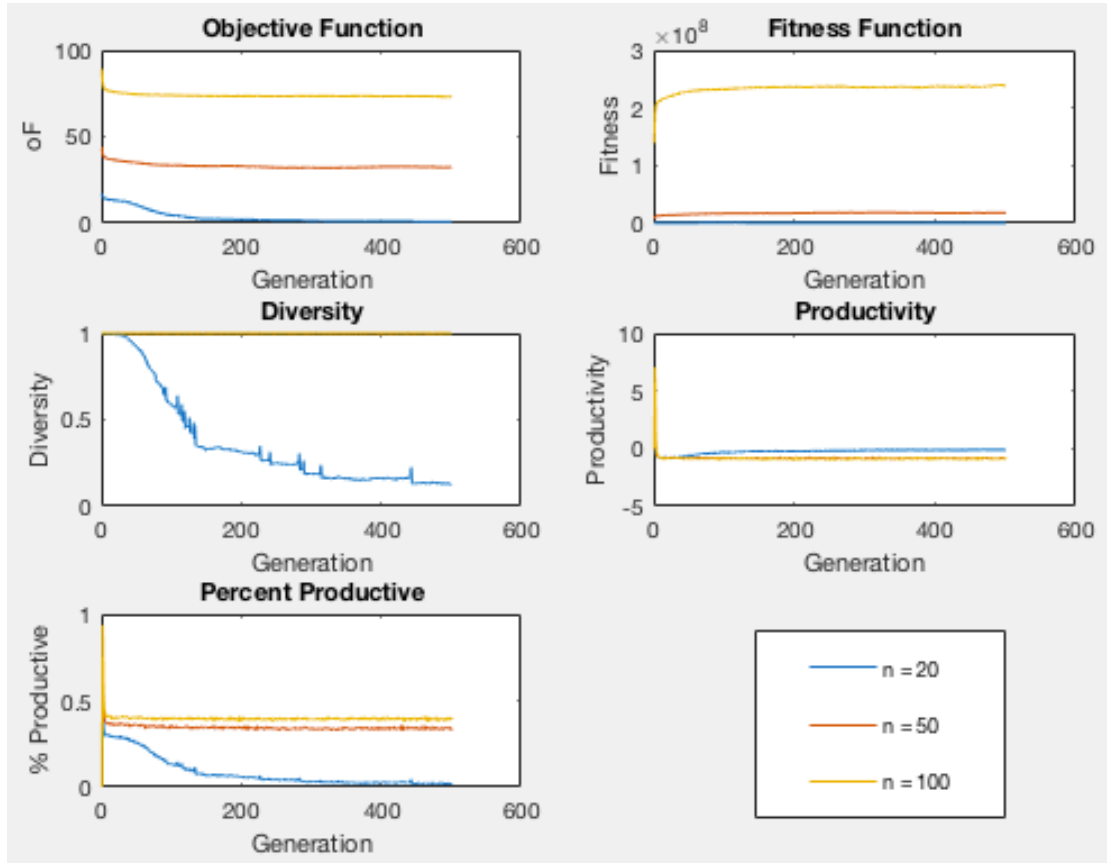 Objective Function
100
50
0
oF
0 200 400 600
Generation
Fitness Function
×10^8
3
2
1
0
Fitness
0 200 400 600
Generation
Diversity
1
0.5
0
Diversity
0 200 400 600
Generation
Productivity
10
5
0
-5
Productivity
0 200 400 600
Generation
Percent Productive
1
0.5
0
% Productive
0 200 400 600
Generation
n = 20
n = 50
n = 100